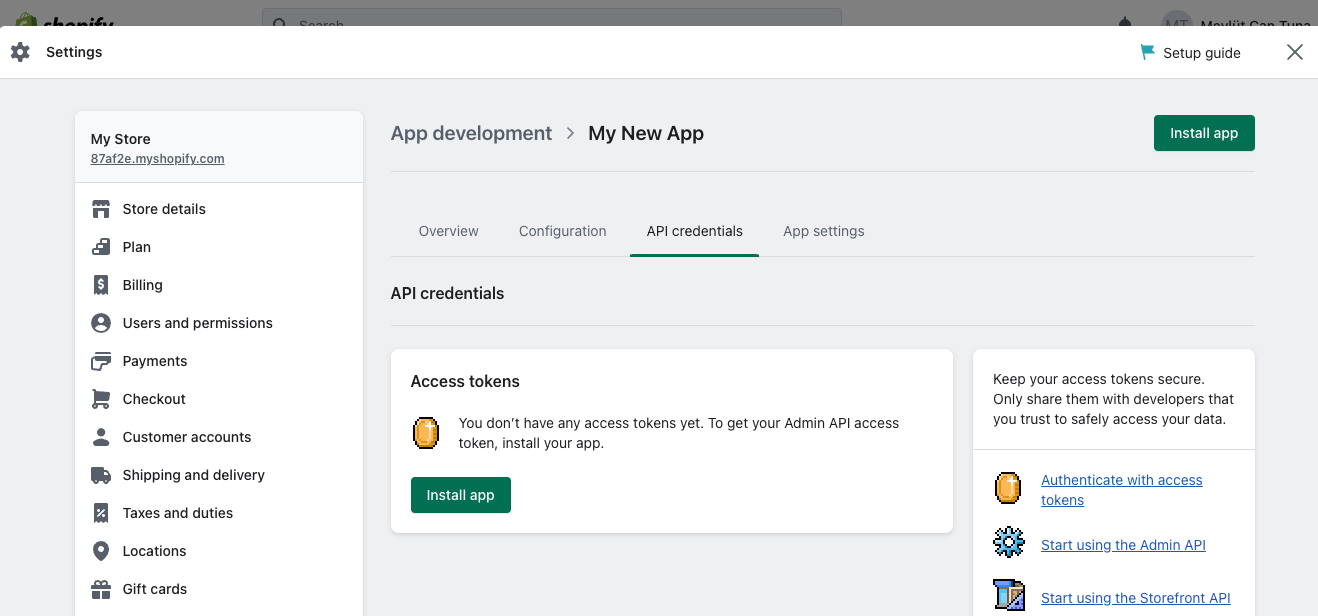 shopify
Search
MT
Mevlüt Can Tuna
Settings
Setup guide
My Store
87af2e.myshopify.com
Store details
Plan
Billing
Users and permissions
Payments
Checkout
Customer accounts
Shipping and delivery
Taxes and duties
Locations
Gift cards
App development > My New App
Install app
Overview
Configuration
API credentials
App settings
API credentials
Access tokens
You don’t have any access tokens yet. To get your Admin API access
token, install your app.
Install app
Keep your access tokens secure.
Only share them with developers that
you trust to safely access your data.
Authenticate with access
tokens
Start using the Admin API
Start using the Storefront API